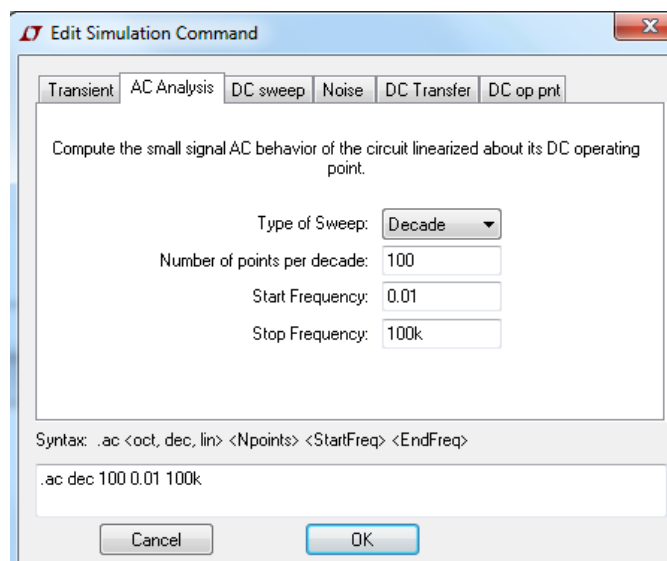 Edit Simulation Command
Transient AC Analysis DC sweep Noise DC Transfer DC op pnt
Compute the small signal AC behavior of the circuit linearized about its DC operating
point.
Type of Sweep: Decade
Number of points per decade: 100
Start Frequency: 0.01
Stop Frequency: 100k
Syntax: .ac <oct, dec, lin> <Npoints> <StartFreq> <EndFreq>
.ac dec 100 0.01 100k
Cancel OK